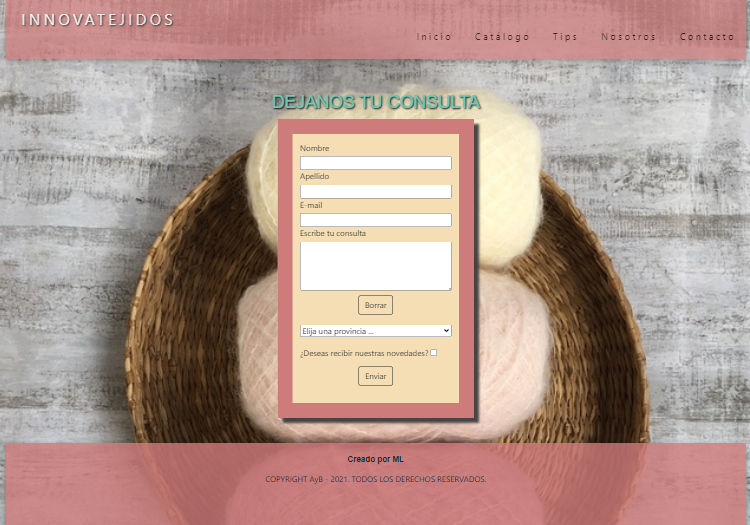 INNOVATEJIDOS
Inicio Catálogo Tips Nosotros Contacto
DEJANOS TU CONSULTA
Nombre
Apellido
E-mail
Escribe tu consulta
Borrar
Elija una provincia ...
¿Deseas recibir nuestras novedades?
Enviar
Creado por ML
COPYRIGHT AyB - 2021. TODOS LOS DERECHOS RESERVADOS.